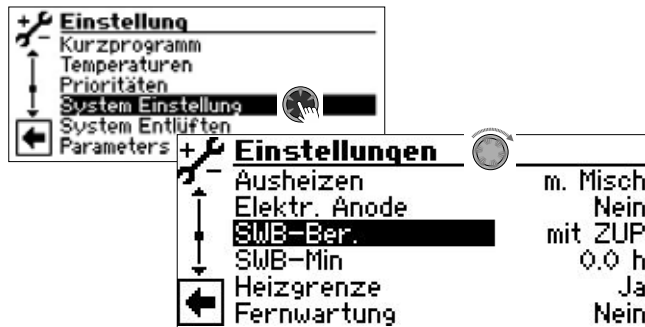 Einstellung
Kurzprogramm
Temperaturen
Prioritäten
System Einstellung
System Entlüften
Parameters
Einstellungen
Ausheizen m. Misch
Elektr. Anode Nein
SWB-Ber. mit ZUP
SWB-Min 0.0 h
Heizgrenze Ja
Fernwartung Nein